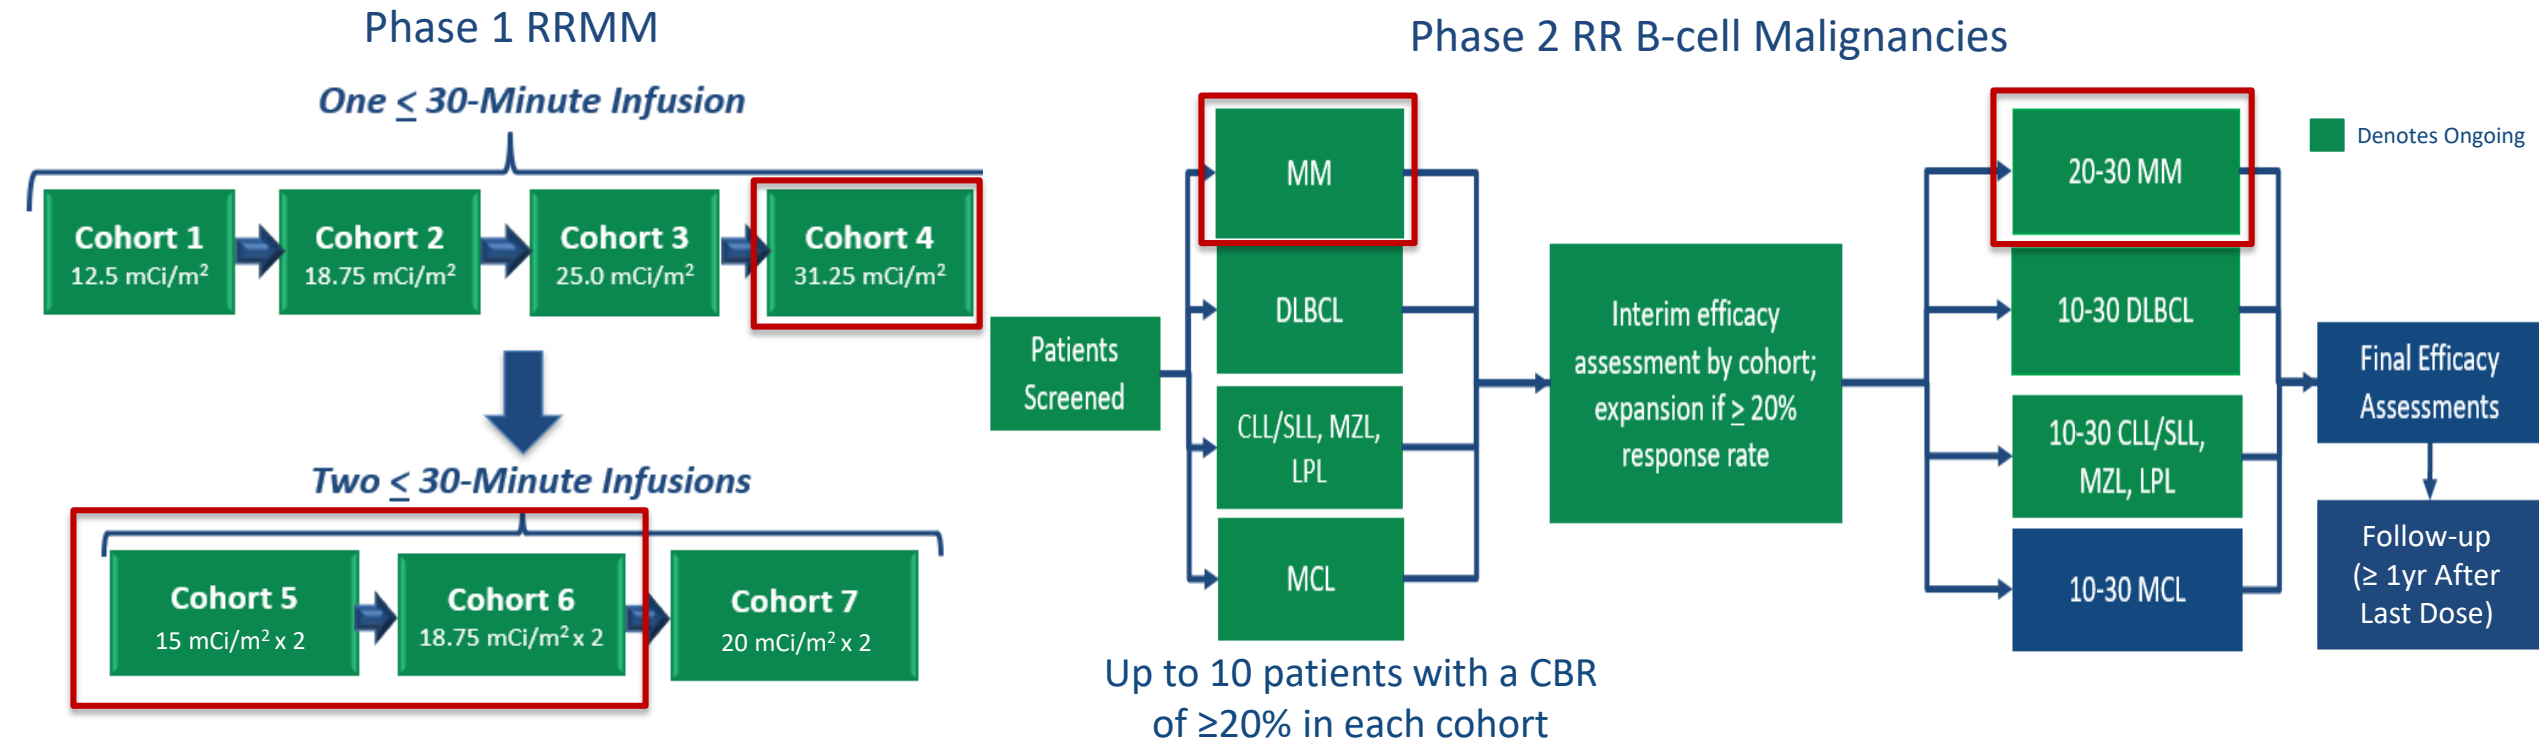 Phase 1 RRMM
One ≤ 30-Minute Infusion
Cohort 1
12.5 mCi/m²
Cohort 2
18.75 mCi/m²
Cohort 3
25.0 mCi/m²
Cohort 4
31.25 mCi/m²
Two ≤ 30-Minute Infusions
Cohort 5
15 mCi/m² x 2
Cohort 6
18.75 mCi/m² x 2
Cohort 7
20 mCi/m² x 2
Phase 2 RR B-cell Malignancies
Patients
Screened
MM
DLBCL
CLL/SLL, MZL,
LPL
MCL
Up to 10 patients with a CBR
of ≥20% in each cohort
Interim efficacy
assessment by cohort;
expansion if ≥ 20%
response rate
20-30 MM
10-30 DLBCL
10-30 CLL/SLL,
MZL, LPL
10-30 MCL
Denotes Ongoing
Final Efficacy
Assessments
Follow-up
(≥ 1yr After
Last Dose)